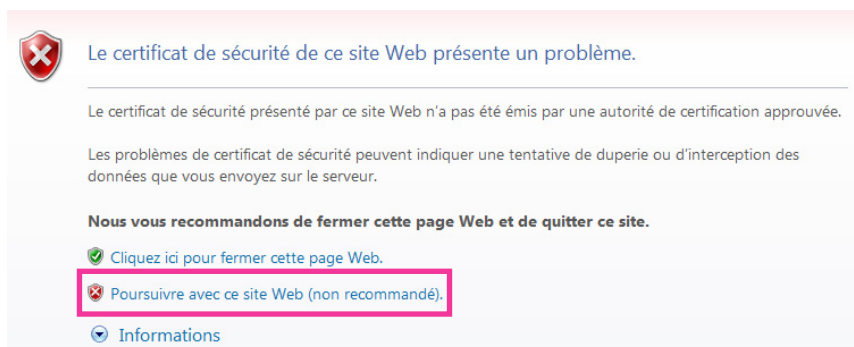 Le certificat de sécurité de ce site Web présente un problème.
Le certificat de sécurité présenté par ce site Web n'a pas été émis par une autorité de certification approuvée.
Les problèmes de certificat de sécurité peuvent indiquer une tentative de duperie ou d'interception des
données que vous envoyez sur le serveur.
Nous vous recommandons de fermer cette page Web et de quitter ce site.
Cliquez ici pour fermer cette page Web.
Poursuivre avec ce site Web (non recommandé).
Informations